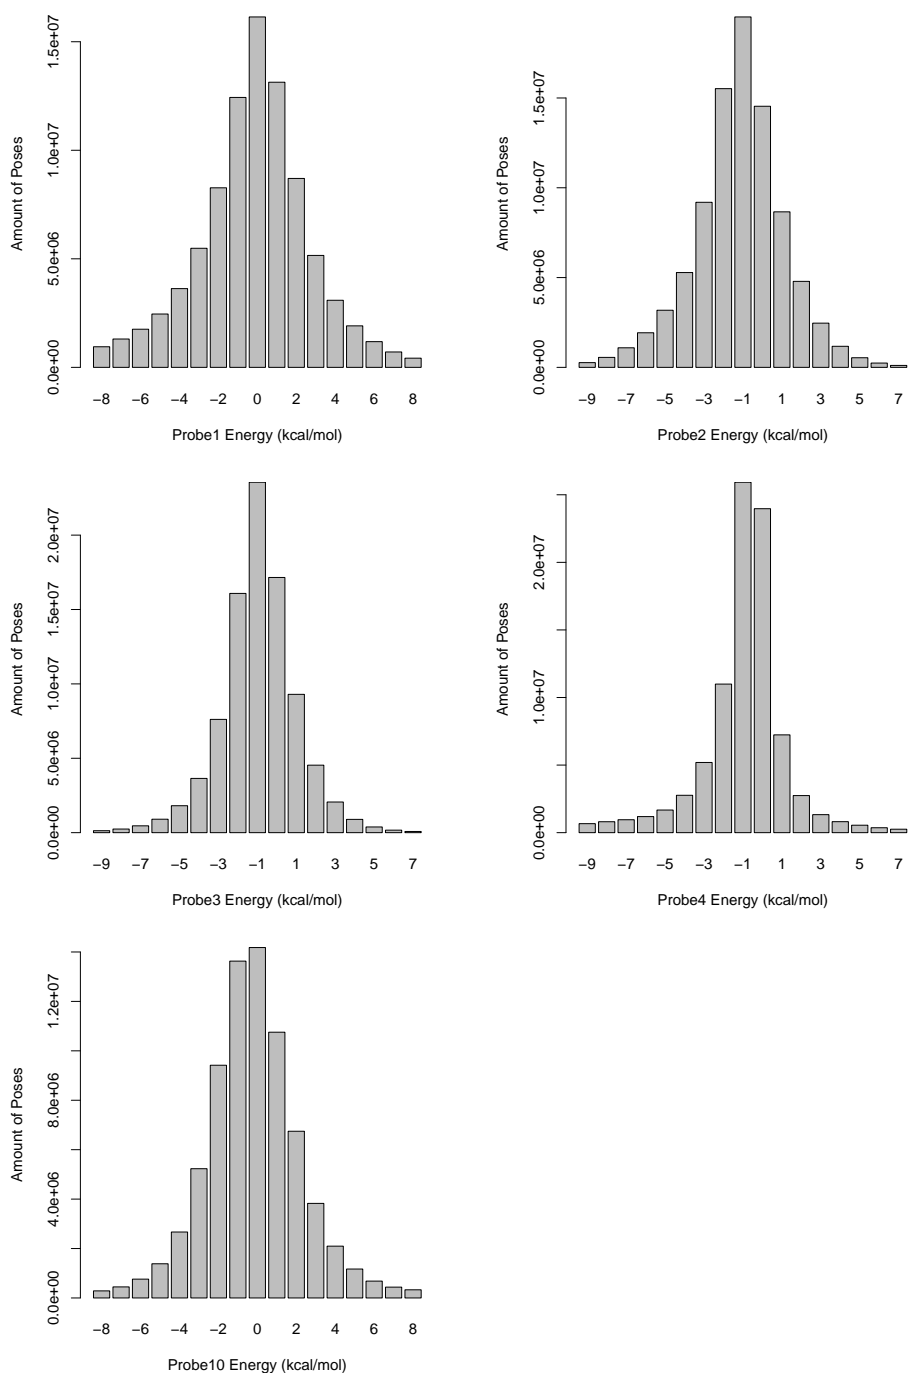 Amount of Poses
0.0e+00 5.0e+06 1.0e+07 1.5e+07
−8 −6 −4 −2 0 2 4 6 8
Probe1 Energy (kcal/mol)
Amount of Poses
0.0e+00 5.0e+06 1.0e+07 1.5e+07
−9 −7 −5 −3 −1 1 3 5 7
Probe2 Energy (kcal/mol)
Amount of Poses
0.0e+00 5.0e+06 1.0e+07 1.5e+07 2.0e+07
−9 −7 −5 −3 −1 1 3 5 7
Probe3 Energy (kcal/mol)
Amount of Poses
0.0e+00 1.0e+07 2.0e+07
−9 −7 −5 −3 −1 1 3 5 7
Probe4 Energy (kcal/mol)
Amount of Poses
0.0e+00 4.0e+06 8.0e+06 1.2e+07
−8 −6 −4 −2 0 2 4 6 8
Probe10 Energy (kcal/mol)